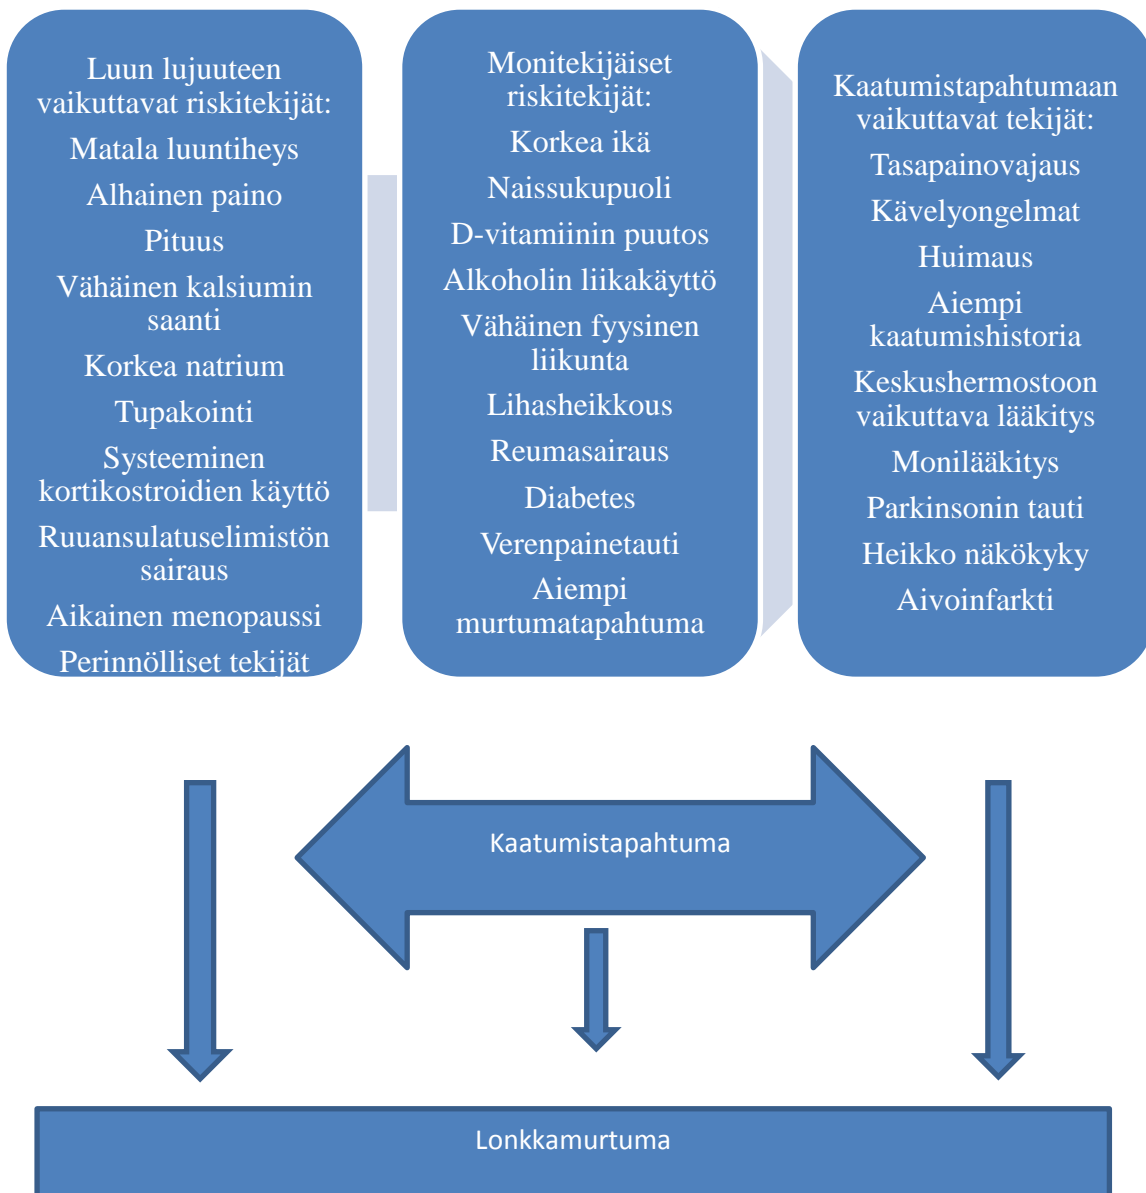 Luun lujuuteen
vaikuttavat riskitekijät:
Matala luuntiheys
Alhainen paino
Pituus
Vähäinen kalsiumin
saanti
Korkea natrium
Tupakointi
Systeeminen
kortikostroidien käyttö
Ruuansulatuselimistön
sairaus
Aikainen menopaussi
Perinnölliset tekijät
Monitekijäiset
riskitekijät:
Korkea ikä
Naissukupuoli
D-vitamiinin puutos
Alkoholin liikakäyttö
Vähäinen fyysinen
liikunta
Lihasheikkous
Reumasairaus
Diabetes
Verenpainetauti
Aiempi
murtumatapahtuma
Kaatumistapahtumaan
vaikuttavat tekijät:
Tasapainovajaus
Kävelyongelmat
Huimaus
Aiempi
kaatumishistoria
Keskushermostoon
vaikuttava lääkitys
Monilääkitys
Parkinsonin tauti
Heikko näkökyky
Aivoinfarkti
Kaatumistapahtuma
Lonkkamurtuma